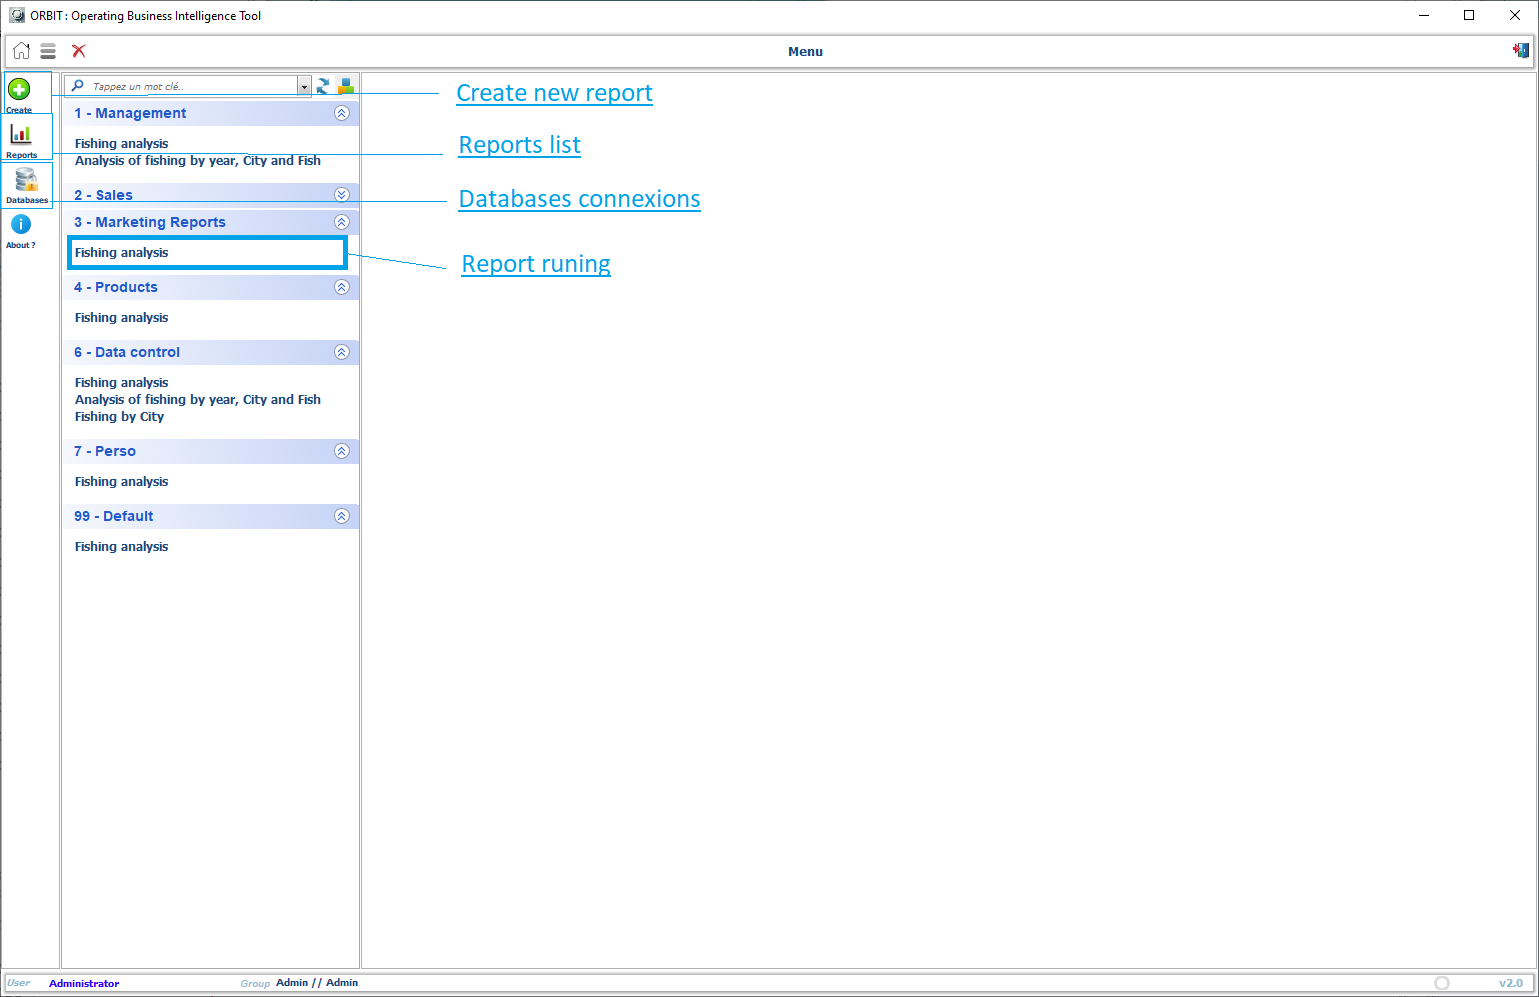 ORBIT : Operating Business Intelligence Tool
Menu
Create
Reports
Databases
About ?
Tappez un mot clé..
1 - Management
Fishing analysis
Analysis of fishing by year, City and Fish
2 - Sales
3 - Marketing Reports
Fishing analysis
4 - Products
Fishing analysis
6 - Data control
Fishing analysis
Analysis of fishing by year, City and Fish
Fishing by City
7 - Perso
Fishing analysis
99 - Default
Fishing analysis
Create new report
Reports list
Databases connexions
Report runing
User Administrator Group Admin // Admin v2.0